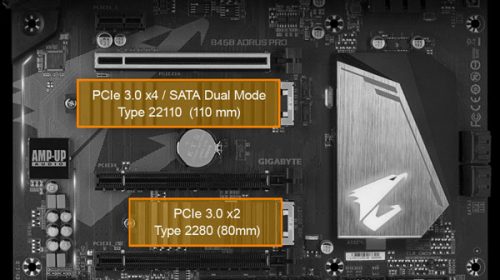 B450 AORUS PRO
PCIe 3.0 x4 / SATA Dual Mode
Type 22110 (110 mm)
AMP-UP
AUDIO
GIGABYTE
PCIe 3.0 x2
Type 2280 (80mm)